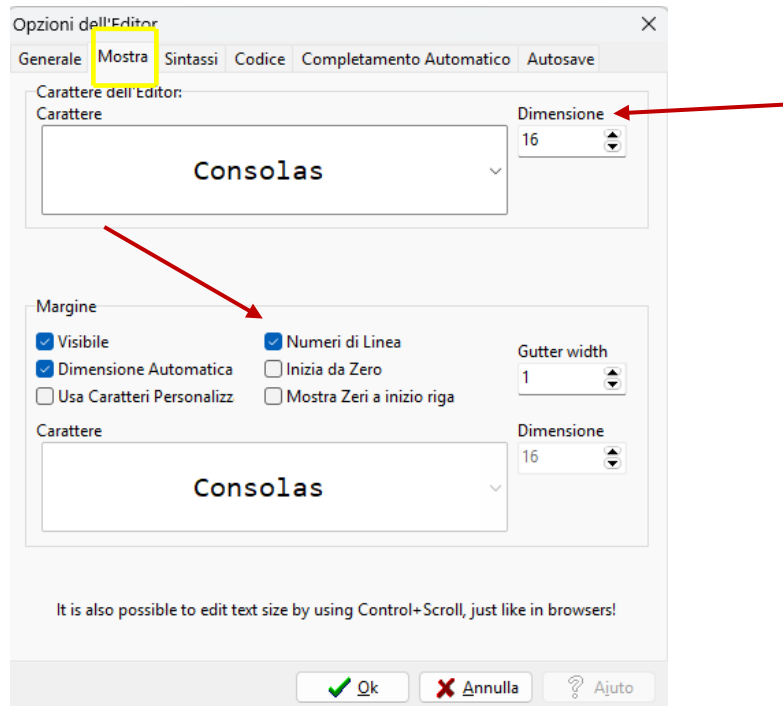 Opzioni dell'Editor
Generale Mostra Sintassi Codice Completamento Automatico Autosave
Carattere dell'Editor:
Carattere Dimensione
Consolas 16
Margine
Visibile Numeri di Linea
Dimensione Automatica Inizia da Zero Gutter width
Usa Caratteri Personalizz Mostra Zeri a inizio riga 1
Carattere Dimensione
Consolas 16
It is also possible to edit text size by using Control+Scroll, just like in browsers!
Ok Annulla Aiuto